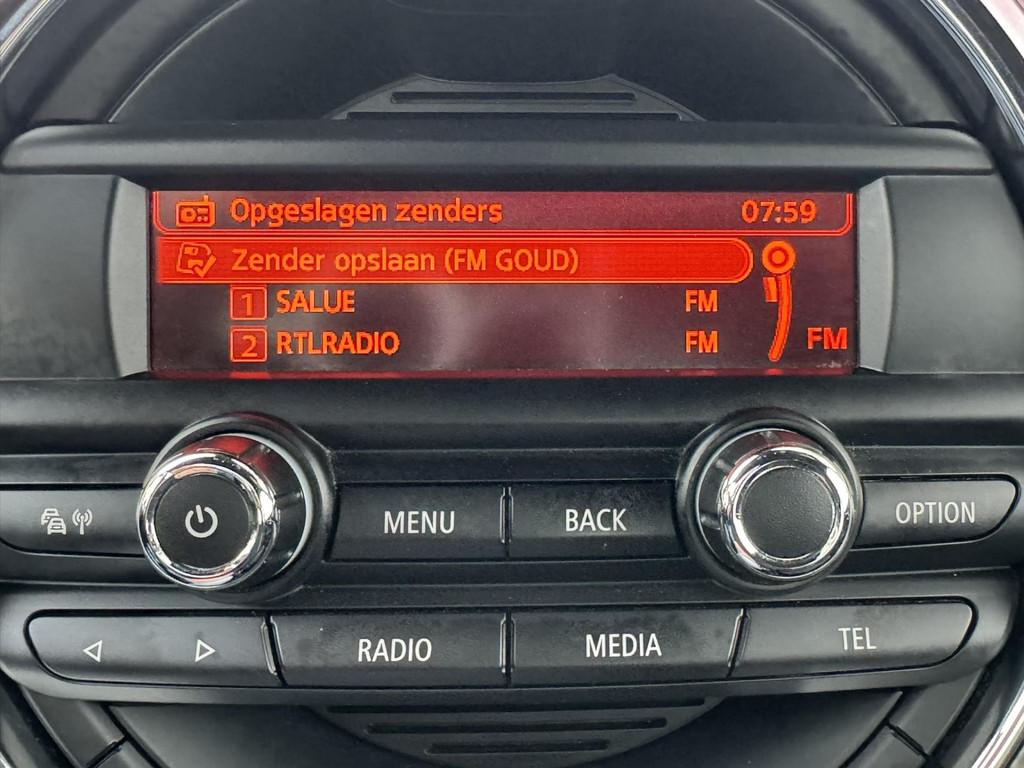 Opgeslagen zenders 07:59
Zender opslaan (FM GOUD)
1 SALUE FM
2 RTLRADIO FM FM
MENU BACK OPTION
RADIO MEDIA TEL